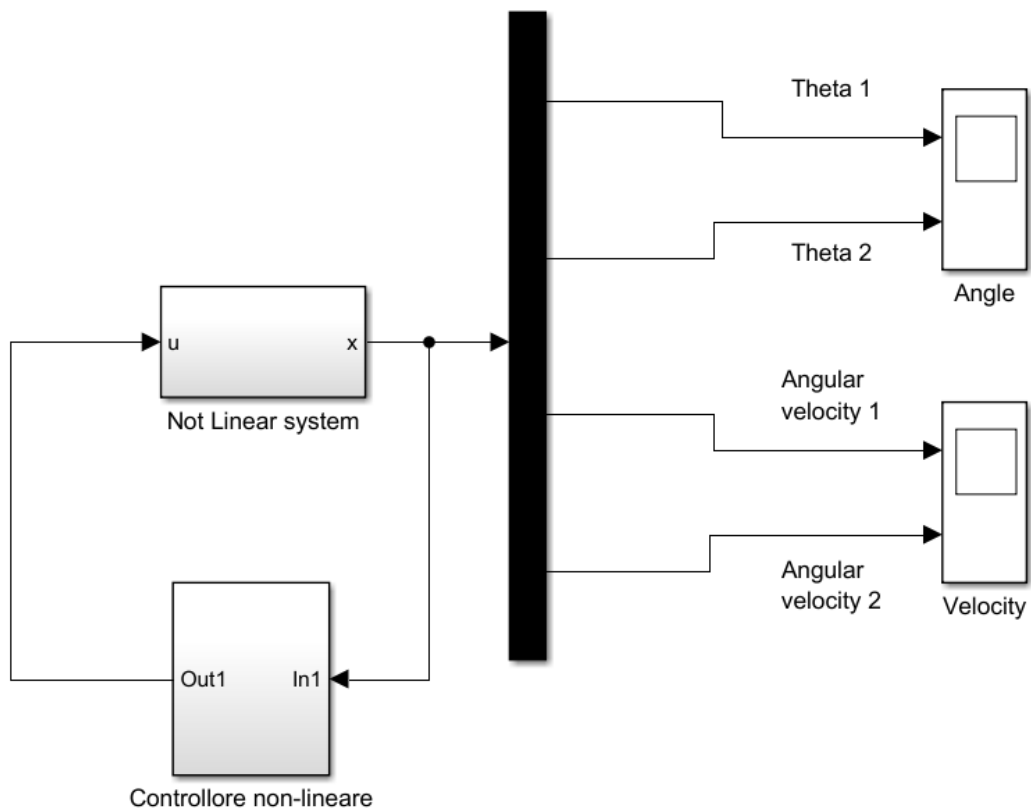 Theta 1
Theta 2
Angle
u
x
Not Linear system
Angular
velocity 1
Angular
velocity 2
Velocity
Out1
In1
Controllore non-lineare